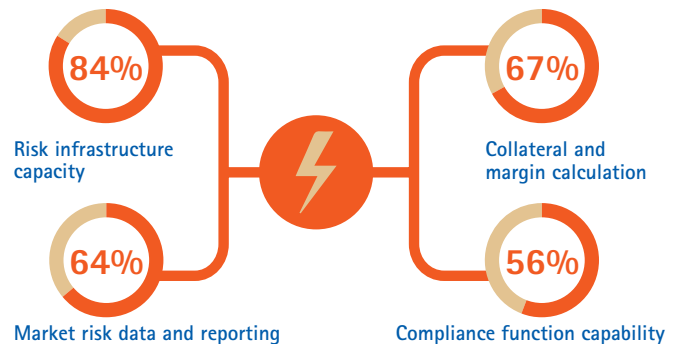 84%
Risk infrastructure
capacity
67%
Collateral and
margin calculation
64%
Market risk data and reporting
56%
Compliance function capability